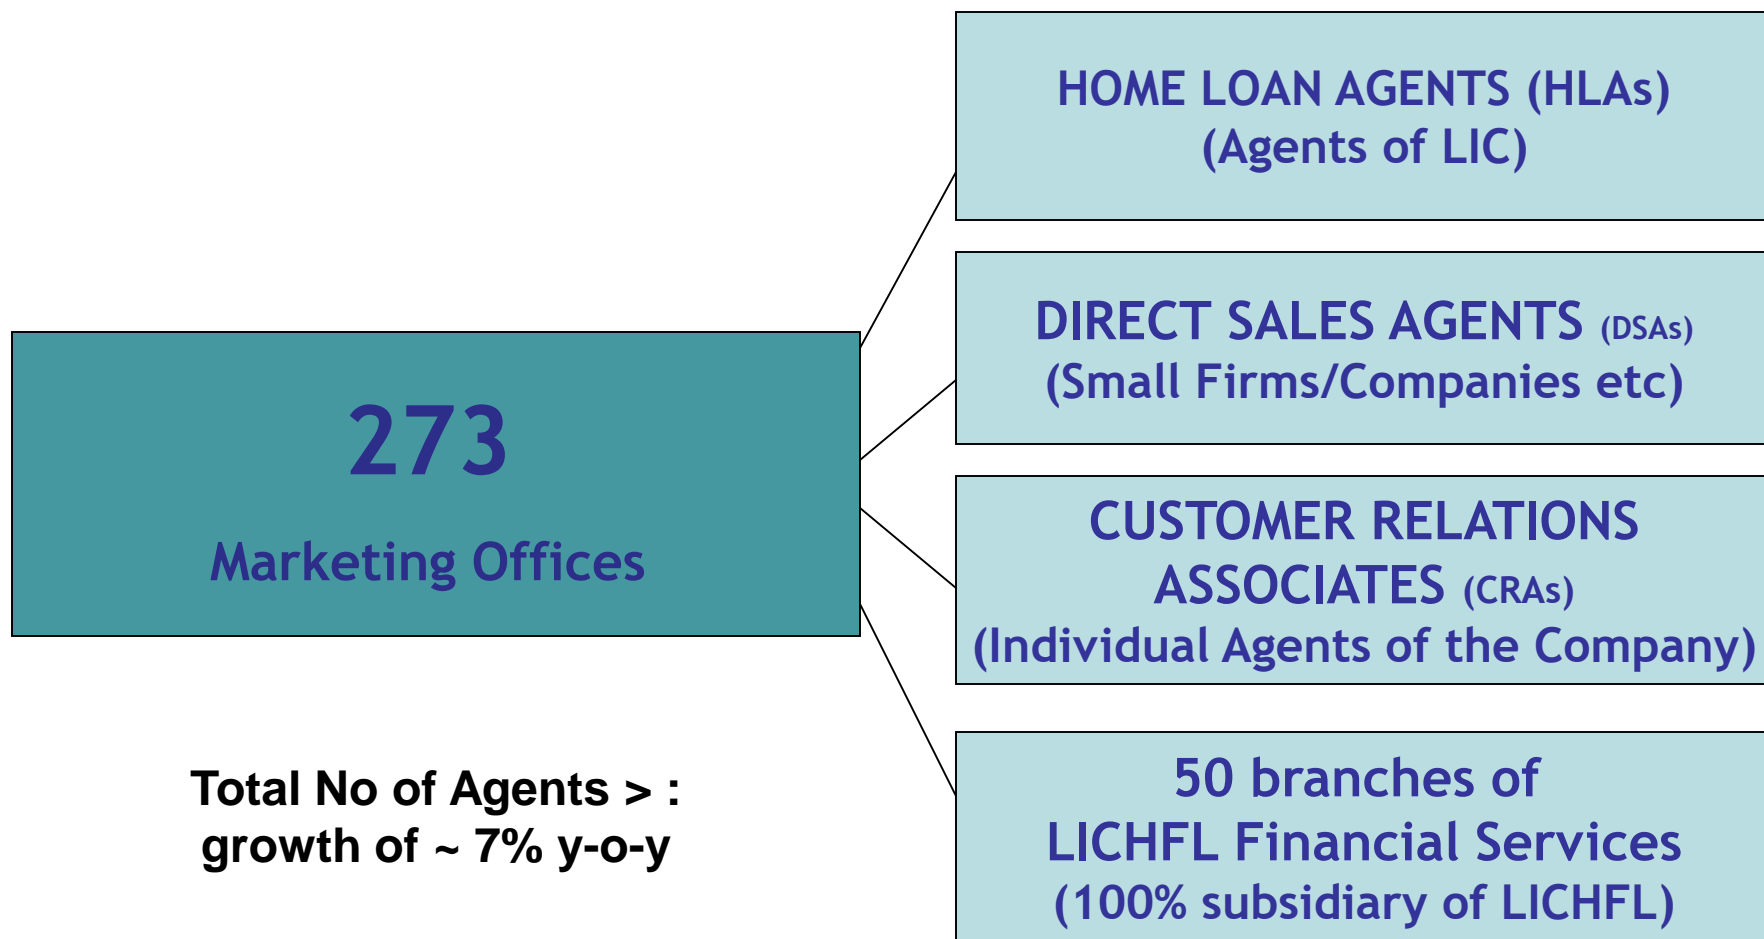 273
Marketing Offices
Total No of Agents > :
growth of ~ 7% y-o-y
HOME LOAN AGENTS (HLAs)
(Agents of LIC)
DIRECT SALES AGENTS (DSAs)
(Small Firms/Companies etc)
CUSTOMER RELATIONS
ASSOCIATES (CRAs)
(Individual Agents of the Company)
50 branches of
LICHFL Financial Services
(100% subsidiary of LICHFL)